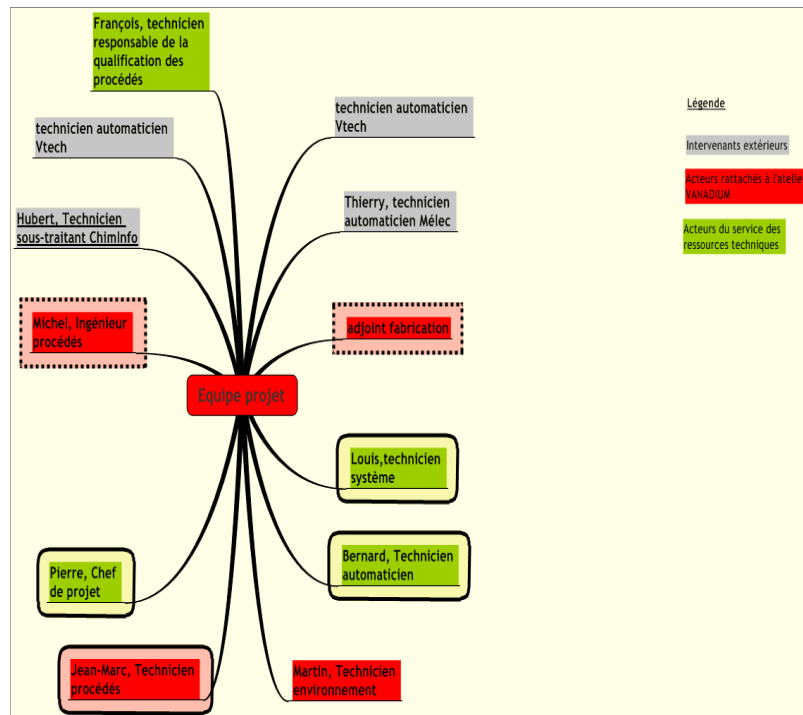 François, technicien
responsable de la
qualification des
procédés
technicien automaticien
Vtech
technicien automaticien
Vtech
Légende
Intervenants extérieurs
Acteurs rattachés à l'atelie
VANADIUM
Acteurs du service des
ressources techniques
Hubert, Technicien
sous-traitant ChimInfo
Thierry, technicien
automaticien Mélec
Michel, Ingénieur
procédés
adjoint fabrication
Equipe projet
Louis,technicien
système
Pierre, Chef
de projet
Bernard, Technicien
automaticien
Jean-Marc, Technicien
procédés
Martin, Technicien
environnement